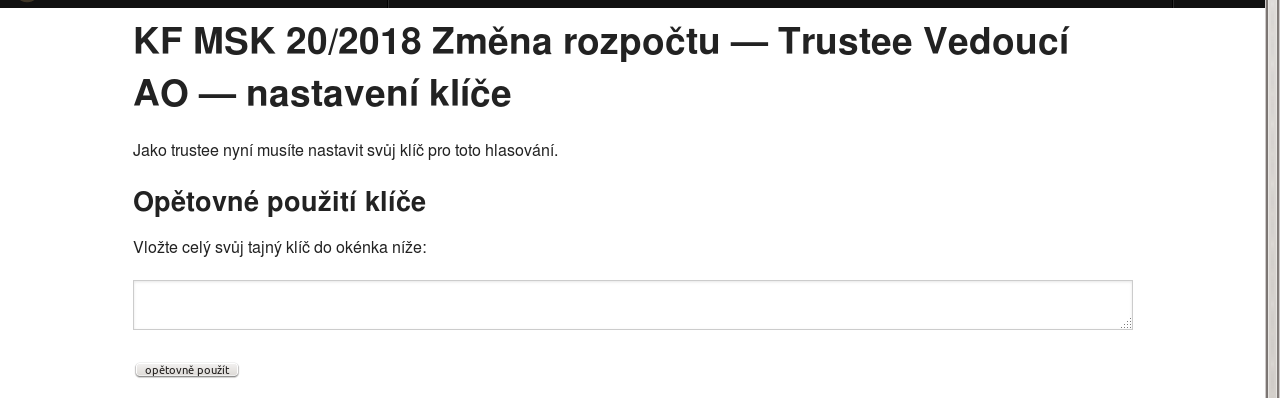 KF MSK 20/2018 Změna rozpočtu — Trustee Vedoucí
AO — nastavení klíče
Jako trustee nyní musíte nastavit svůj klíč pro toto hlasování.
Opětovné použití klíče
Vložte celý svůj tajný klíč do okénka níže:
opětovně použít